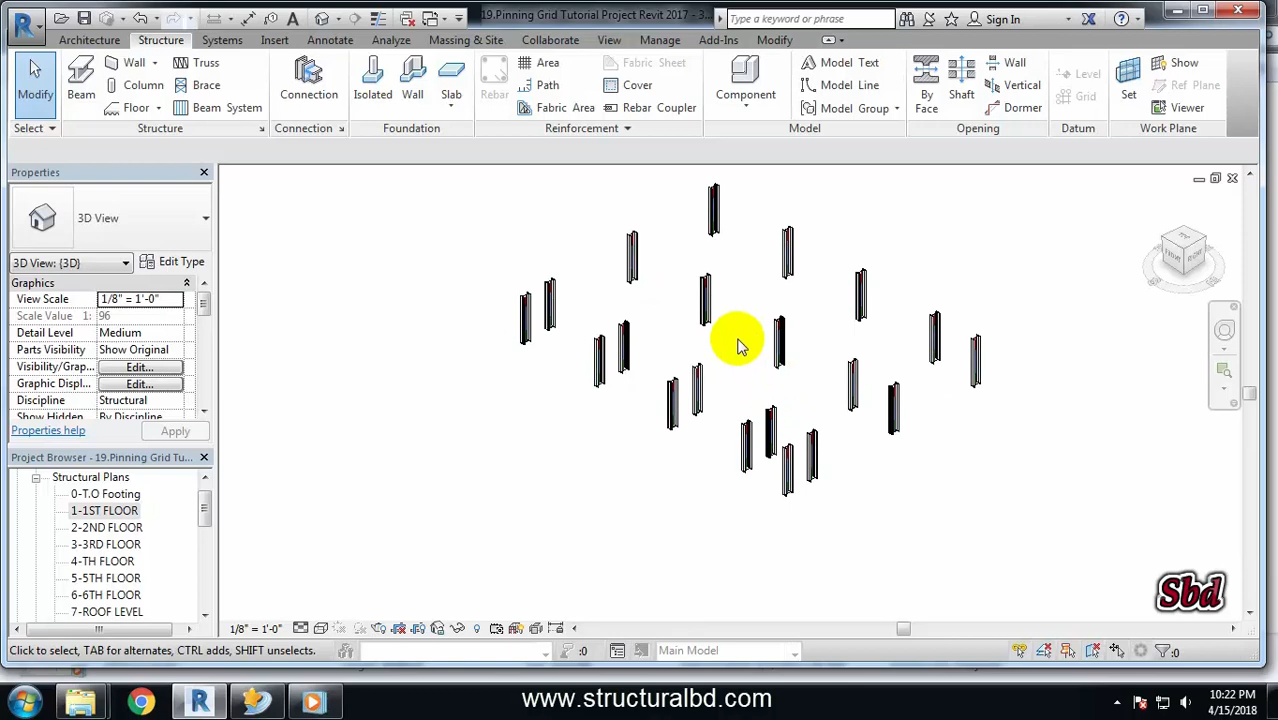 19.Pinning Grid Tutorial Project Revit 2017 - 3...
Type a keyword or phrase
Sign In
Architecture Structure Systems Insert Annotate Analyze Massing & Site Collaborate View Manage Add-Ins Modify
Modify
Select
Beam
Wall
Column
Floor
Truss
Brace
Beam System
Structure
Connection
Connection
Isolated
Wall
Slab
Foundation
Rebar
Area
Path
Fabric Area
Fabric Sheet
Cover
Rebar Coupler
Reinforcement
Component
Model Text
Model Line
Model Group
Model
By Face
Shaft
Wall
Vertical
Dormer
Opening
Level
Grid
Datum
Set
Show
Ref Plane
Viewer
Work Plane
Properties
3D View
3D View: {3D}
Edit Type
Graphics
View Scale 1/8" = 1'-0"
Scale Value 1: 96
Detail Level Medium
Parts Visibility Show Original
Visibility/Grap... Edit...
Graphic Displ... Edit...
Discipline Structural
Show Hidden By Discipline
Properties help
Apply
Project Browser - 19.Pinning Grid Tu...
Structural Plans
0-T.O Footing
1-1ST FLOOR
2-2ND FLOOR
3-3RD FLOOR
4-TH FLOOR
5-5TH FLOOR
6-6TH FLOOR
7-ROOF LEVEL
Sbd
1/8" = 1'-0"
Click to select, TAB for alternates, CTRL adds, SHIFT unselects.
:0
Main Model
:0
www.structuralbd.com
10:22 PM
4/15/2018